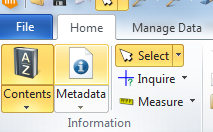 File Home Manage Data
A Z
Select
Inquire
Contents Metadata
Measure
Information